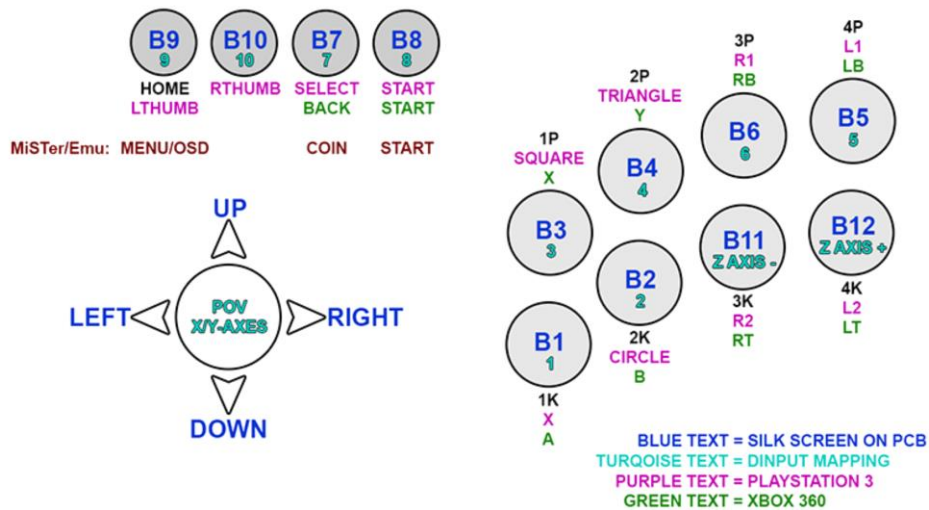 B9
9
HOME
LTHUMB
B10
10
RTHUMB
B7
7
SELECT
BACK
B8
8
START
START
MiSTer/Emu: MENU/OSD COIN START
UP
LEFT
POV
X/Y-AXES
RIGHT
DOWN
1P
SQUARE
X
B3
3
2P
TRIANGLE
Y
B4
4
3P
R1
RB
B6
6
4P
L1
LB
B5
5
B1
1
1K
X
A
B2
2
2K
CIRCLE
B
B11
Z AXIS -
3K
R2
RT
B12
Z AXIS +
4K
L2
LT
BLUE TEXT = SILK SCREEN ON PCB
TURQOISE TEXT = DINPUT MAPPING
PURPLE TEXT = PLAYSTATION 3
GREEN TEXT = XBOX 360